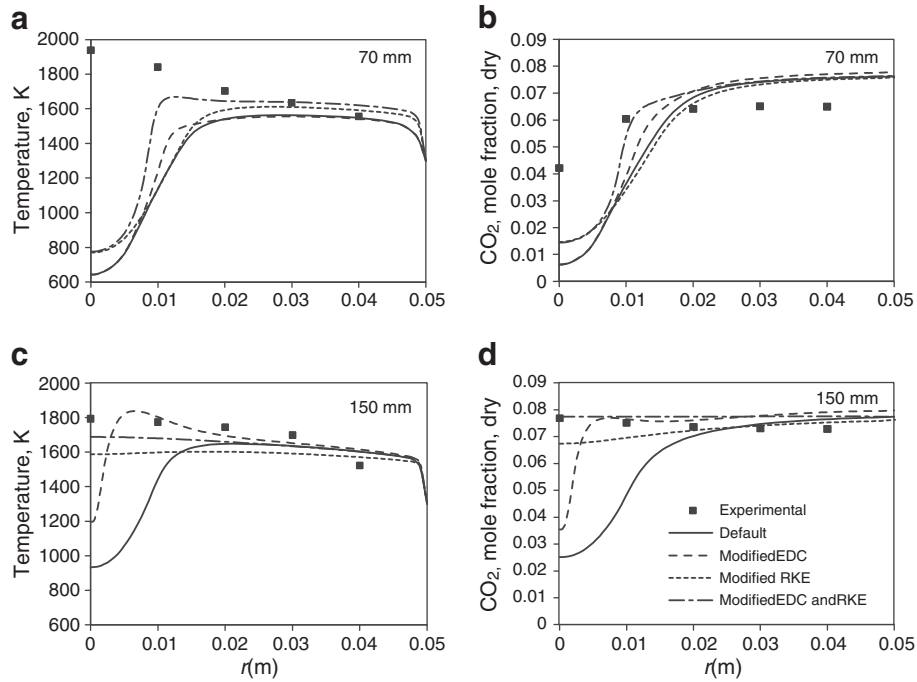 a
70 mm
Temperature, K
2000
1800
1600
1400
1200
1000
800
600
0 0.01 0.02 0.03 0.04 0.05
b
70 mm
CO2, mole fraction, dry
0.09
0.08
0.07
0.06
0.05
0.04
0.03
0.02
0.01
0
0 0.01 0.02 0.03 0.04 0.05
c
150 mm
Temperature, K
2000
1800
1600
1400
1200
1000
800
600
0 0.01 0.02 0.03 0.04 0.05
r(m)
d
150 mm
CO2, mole fraction, dry
0.09
0.08
0.07
0.06
0.05
0.04
0.03
0.02
0.01
0
Experimental
Default
ModifiedEDC
Modified RKE
ModifiedEDC andRKE
0 0.01 0.02 0.03 0.04 0.05
r(m)